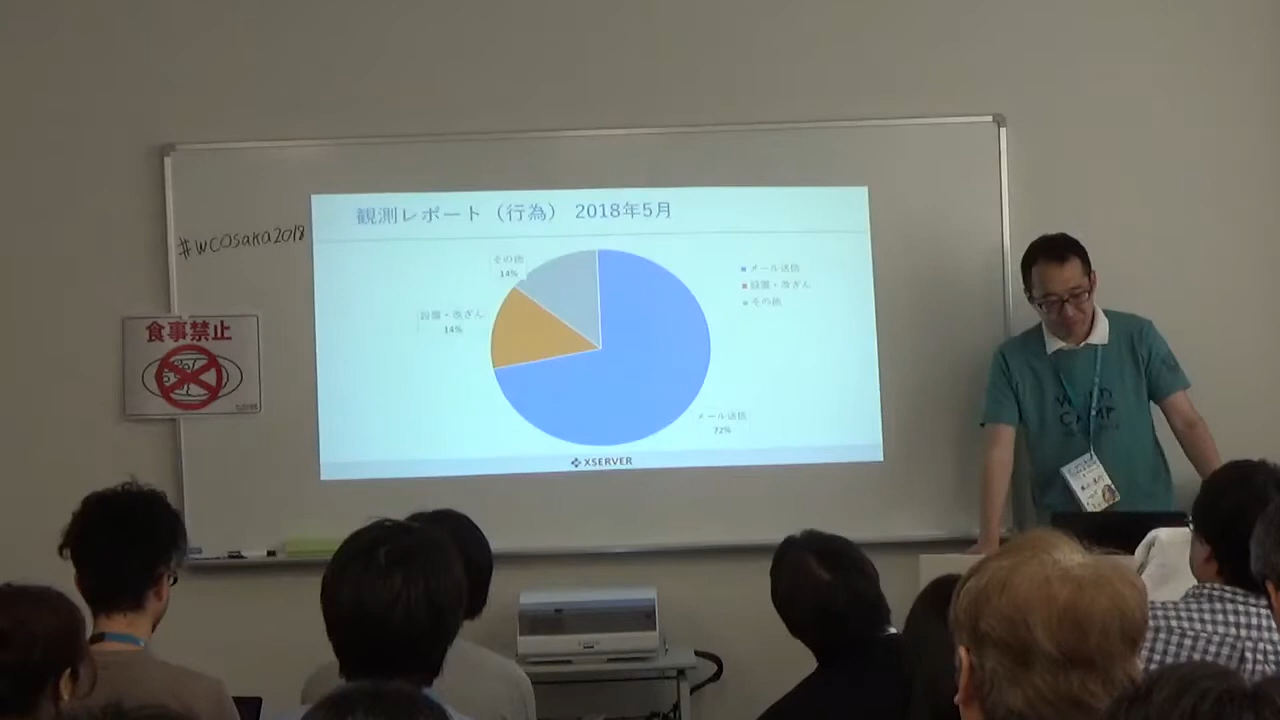 #WCOsaka2018
食事禁止
観測レポート（行為） 2018年5月
その他
14%
設置・改ざん
14%
メール送信
72%
メール送信
設置・改ざん
その他
XSERVER
CAMP